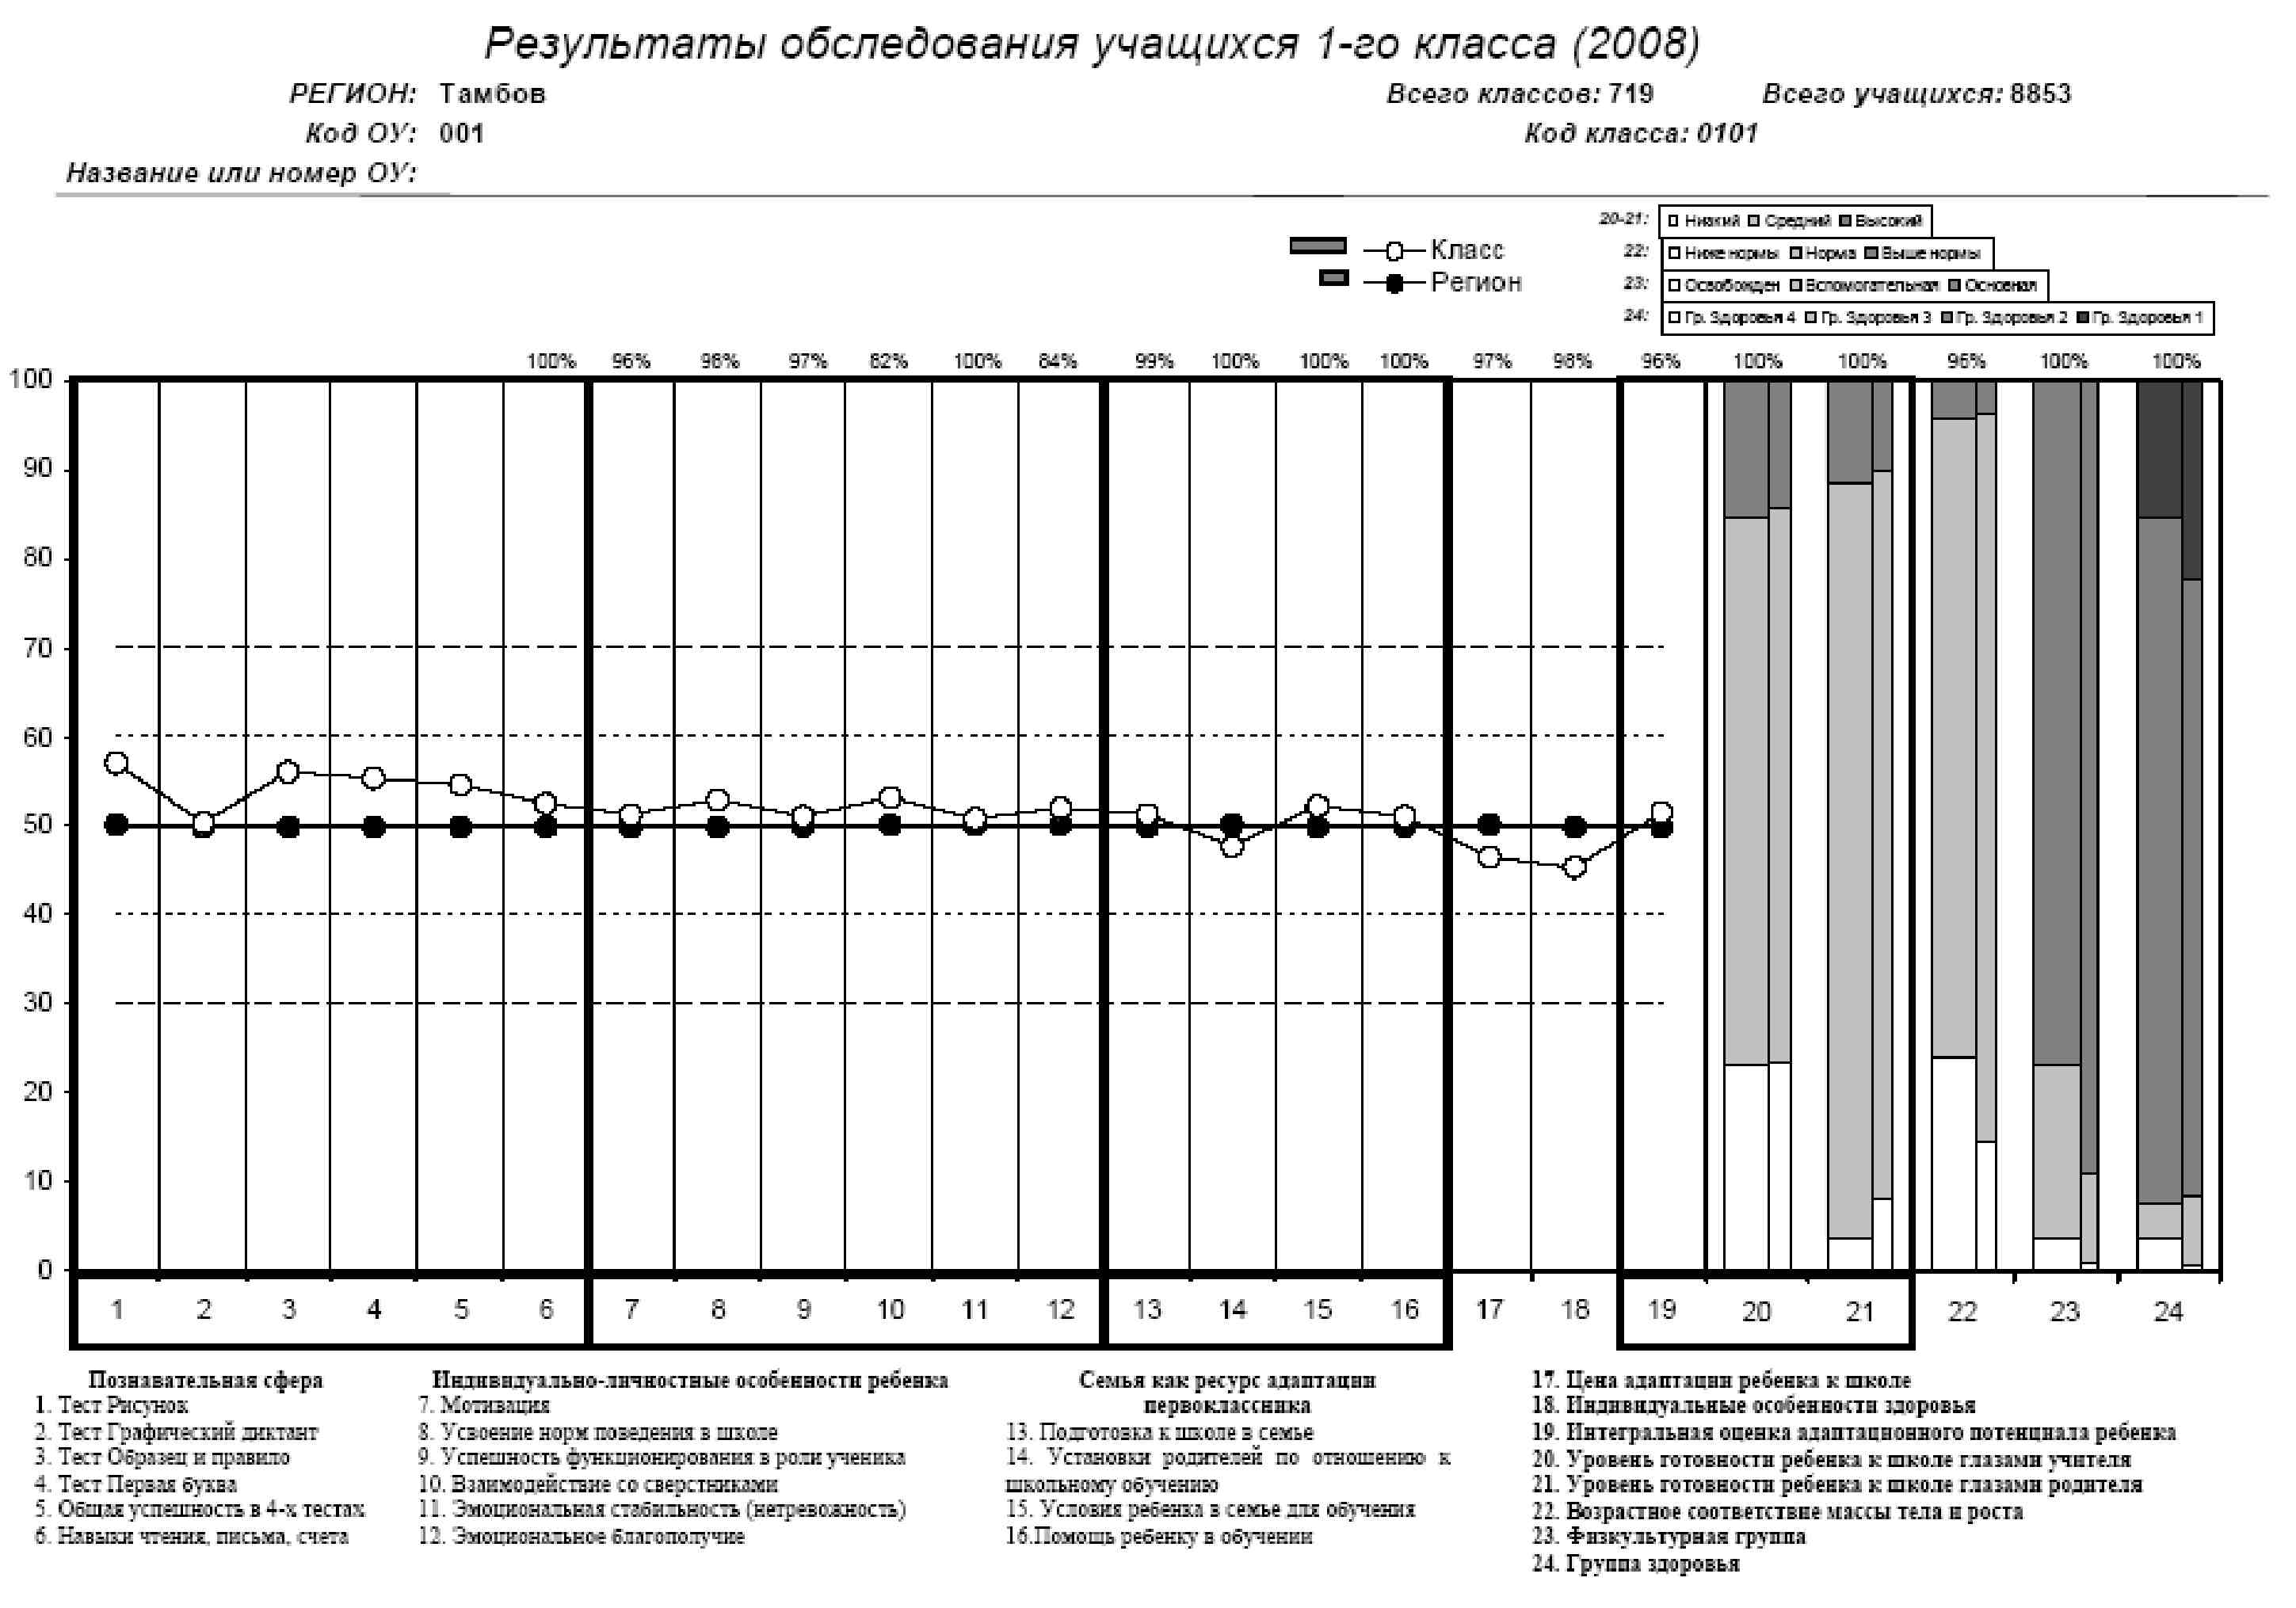 Результаты обследования учащихся 1-го класса (2008)
РЕГИОН: Тамбов Всего классов: 719 Всего учащихся: 8853
Код ОУ: 001 Код класса: 0101
Название или номер ОУ:
20-21: Низкий Средний Высокий
Класс 22: Ниже нормы Норма Выше нормы
Регион 23: Освобожден Вспомогательная Основная
24: Гр. Здоровья 4 Гр. Здоровья 3 Гр. Здоровья 2 Гр. Здоровья 1
100% 96% 98% 97% 82% 100% 84% 99% 100% 100% 100% 97% 98% 96% 100% 100% 96% 100% 100%
100
90
80
70
60
50
40
30
20
10
0
1 2 3 4 5 6 7 8 9 10 11 12 13 14 15 16 17 18 19 20 21 22 23 24
Познавательная сфера
1. Тест Рисунок
2. Тест Графический диктант
3. Тест Образец и правило
4. Тест Первая буква
5. Общая успешность в 4-х тестах
6. Навыки чтения, письма, счета
Индивидуально-личностные особенности ребенка
7. Мотивация
8. Усвоение норм поведения в школе
9. Успешность функционирования в роли ученика
10. Взаимодействие со сверстниками
11. Эмоциональная стабильность (нетревожность)
12. Эмоциональное благополучие
Семья как ресурс адаптации
первоклассника
13. Подготовка к школе в семье
14. Установки родителей по отношению к
школьному обучению
15. Условия ребенка в семье для обучения
16.Помощь ребенку в обучении
17. Цена адаптации ребенка к школе
18. Индивидуальные особенности здоровья
19. Интегральная оценка адаптационного потенциала ребенка
20. Уровень готовности ребенка к школе глазами учителя
21. Уровень готовности ребенка к школе глазами родителя
22. Возрастное соответствие массы тела и роста
23. Физкультурная группа
24. Группа здоровья